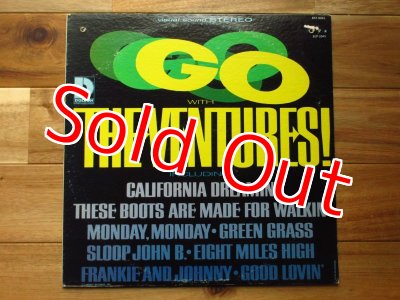 visual sound STEREO
GO
WITH
THE VENTURES!
Sold Out
CALIFORNIA
THESE BOOTS ARE MADE FOR WALKIN'
MONDAY, MONDAY • GREEN GRASS
SLOOP JOHN B. • EIGHT MILES HIGH
FRANKIE AND JOHNNY • GOOD LOVIN'